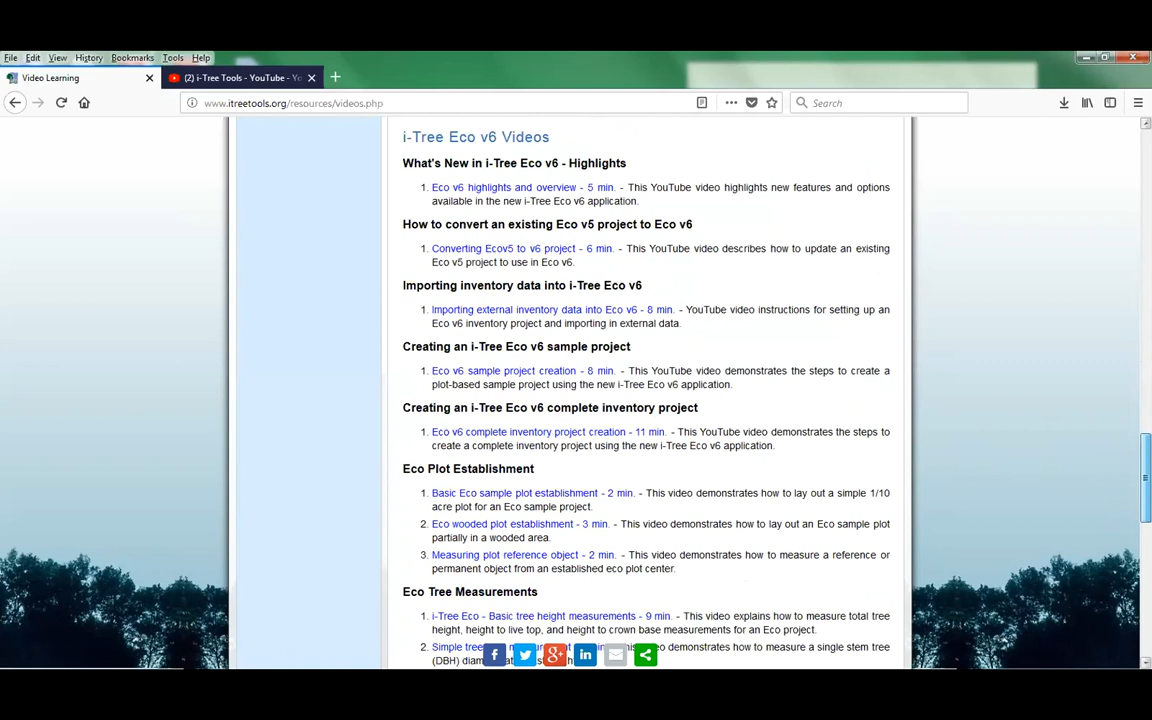 File Edit View History Bookmarks Tools Help
Video Learning
(2) i-Tree Tools - YouTube - Yo
www.itreetools.org/resources/videos.php
Search
i-Tree Eco v6 Videos
What's New in i-Tree Eco v6 - Highlights
1. Eco v6 highlights and overview - 5 min. - This YouTube video highlights new features and options
available in the new i-Tree Eco v6 application.
How to convert an existing Eco v5 project to Eco v6
1. Converting Ecov5 to v6 project - 6 min. - This YouTube video describes how to update an existing
Eco v5 project to use in Eco v6.
Importing inventory data into i-Tree Eco v6
1. Importing external inventory data into Eco v6 - 8 min. - YouTube video instructions for setting up an
Eco v6 inventory project and importing in external data.
Creating an i-Tree Eco v6 sample project
1. Eco v6 sample project creation - 8 min. - This YouTube video demonstrates the steps to create a
plot-based sample project using the new i-Tree Eco v6 application.
Creating an i-Tree Eco v6 complete inventory project
1. Eco v6 complete inventory project creation - 11 min. - This YouTube video demonstrates the steps to
create a complete inventory project using the new i-Tree Eco v6 application.
Eco Plot Establishment
1. Basic Eco sample plot establishment - 2 min. - This video demonstrates how to lay out a simple 1/10
acre plot for an Eco sample project.
2. Eco wooded plot establishment - 3 min. - This video demonstrates how to lay out an Eco sample plot
partially in a wooded area.
3. Measuring plot reference object - 2 min. - This video demonstrates how to measure a reference or
permanent object from an established eco plot center.
Eco Tree Measurements
1. i-Tree Eco - Basic tree height measurements - 9 min. - This video explains how to measure total tree
height, height to live top, and height to crown base measurements for an Eco project.
2. Simple tree demonstrates how to measure a single stem tree
(DBH)